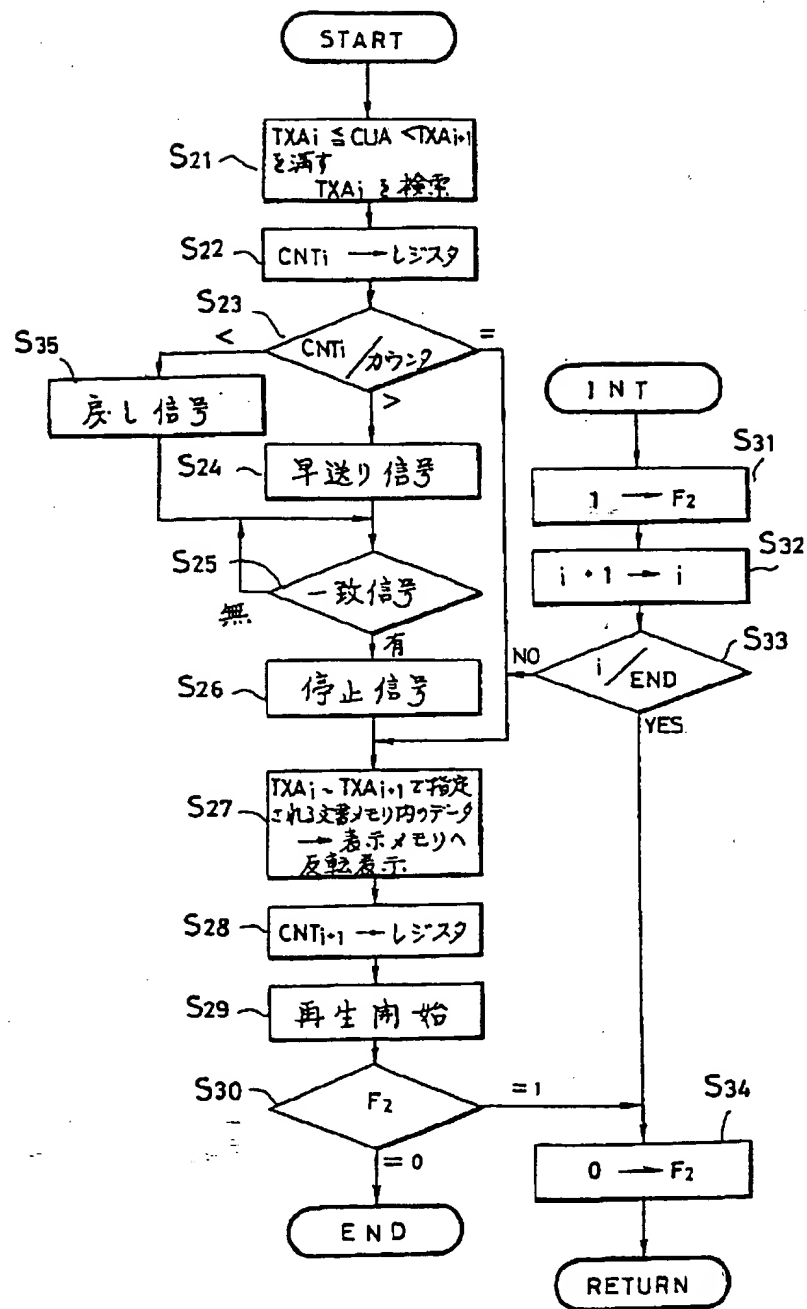 START
S21
TXAi ≦ CUA < TXAi+1
を満す
TXAi を検索
S22
CNTi → レジスタ
S23
<
CNTi / カウンタ
=
>
S35
戻し信号
S24
早送り信号
S25
一致信号
無
有
S26
停止信号
S27
TXAi ~ TXAi+1 で指定
される文書メモリ内のデータ
→ 表示メモリへ
反転表示
S28
CNTi+1 → レジスタ
S29
再生開始
S30
F2
=1
=0
END
INT
S31
1 → F2
S32
i + 1 → i
S33
i / END
NO
YES
S34
0 → F2
RETURN